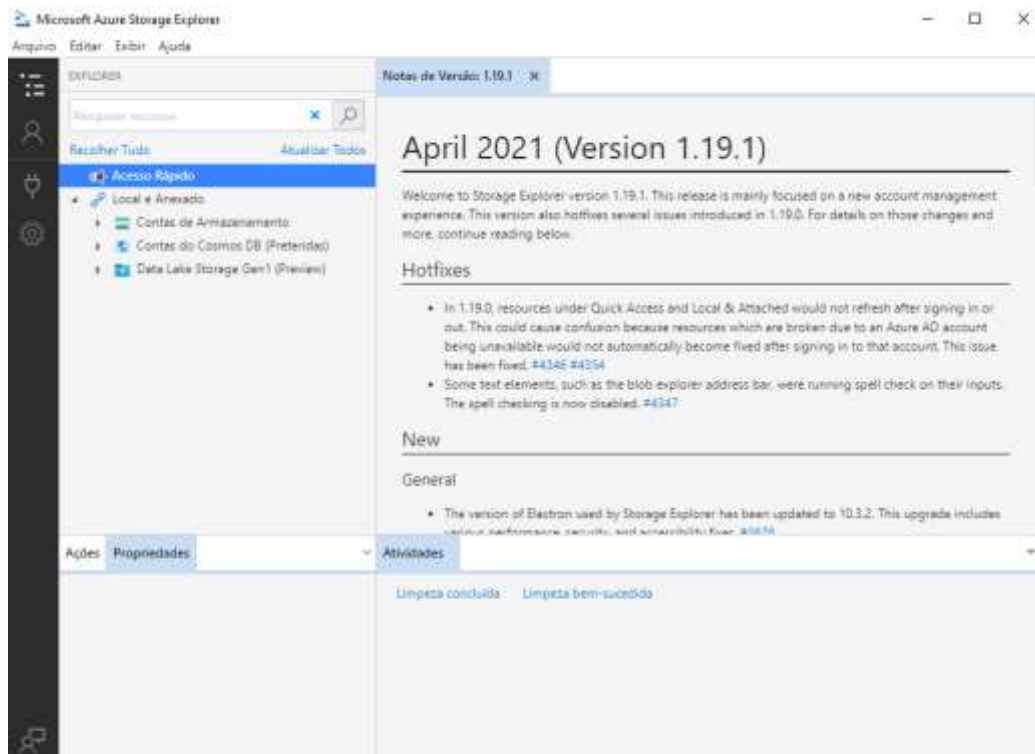 Microsoft Azure Storage Explorer
Arquivo Editar Exibir Ajuda
EXPLORER
Pesquisar recursos
Recolher Tudo Atualizar Todos
Acesso Rápido
Local e Anexado
Contas de Armazenamento
Contas do Cosmos DB (Preteridas)
Data Lake Storage Gen1 (Preview)
Notas de Versão: 1.19.1
April 2021 (Version 1.19.1)
Welcome to Storage Explorer version 1.19.1. This release is mainly focused on a new account management
experience. This version also hotfixes several issues introduced in 1.19.0. For details on those changes and
more, continue reading below.
Hotfixes
• In 1.19.0, resources under Quick Access and Local & Attached would not refresh after signing in or
out. This could cause confusion because resources which are broken due to an Azure AD account
being unavailable would not automatically become fixed after signing in to that account. This issue
has been fixed. #4346 #4354
• Some text elements, such as the blob explorer address bar, were running spell check on their inputs.
The spell checking is now disabled. #4347
New
General
• The version of Electron used by Storage Explorer has been updated to 10.3.2. This upgrade includes
various performance, security, and accessibility fixes.
Ações Propriedades
Atividades
Limpeza concluída Limpeza bem-sucedida